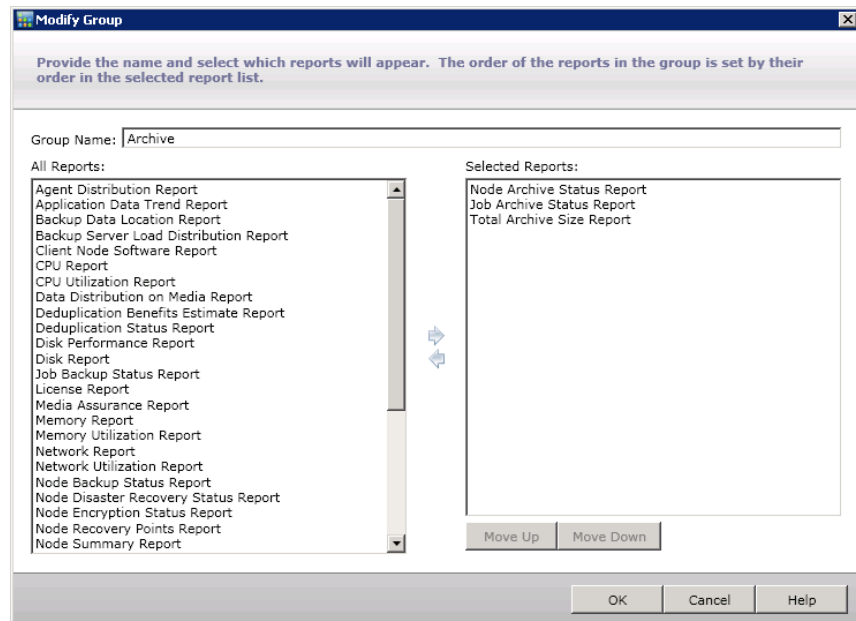 Modify Group
Provide the name and select which reports will appear. The order of the reports in the group is set by their
order in the selected report list.
Group Name: Archive
All Reports:
Agent Distribution Report
Application Data Trend Report
Backup Data Location Report
Backup Server Load Distribution Report
Client Node Software Report
CPU Report
CPU Utilization Report
Data Distribution on Media Report
Deduplication Benefits Estimate Report
Deduplication Status Report
Disk Performance Report
Disk Report
Job Backup Status Report
License Report
Media Assurance Report
Memory Report
Memory Utilization Report
Network Report
Network Utilization Report
Node Backup Status Report
Node Disaster Recovery Status Report
Node Encryption Status Report
Node Recovery Points Report
Node Summary Report
Selected Reports:
Node Archive Status Report
Job Archive Status Report
Total Archive Size Report
Move Up
Move Down
OK
Cancel
Help